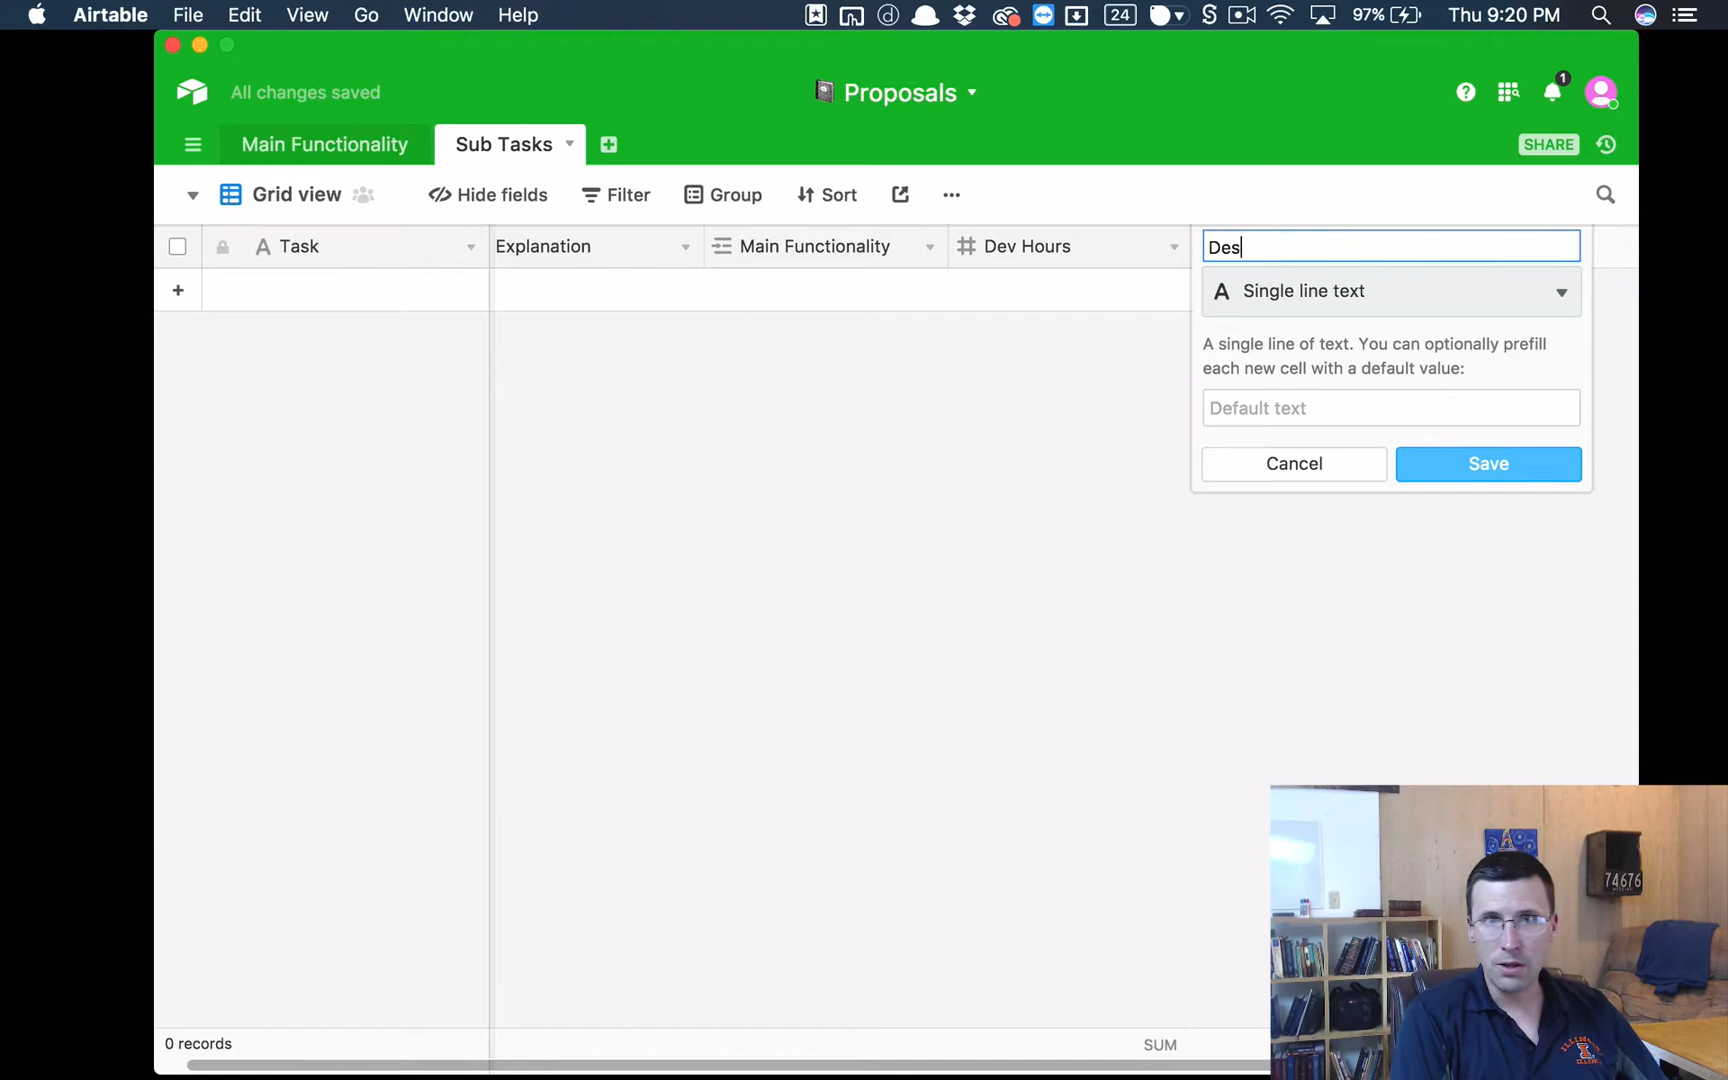 Airtable File Edit View Go Window Help 24 97% Thu 9:20 PM
All changes saved
Proposals
1
Main Functionality
Sub Tasks
SHARE
Grid view
Hide fields
Filter
Group
Sort
Task
Explanation
Main Functionality
Dev Hours
Des
Single line text
A single line of text. You can optionally prefill
each new cell with a default value:
Default text
Cancel
Save
74676
ILLINI
0 records
SUM